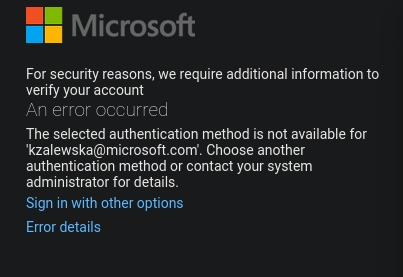 Microsoft
For security reasons, we require additional information to
verify your account
An error occurred
The selected authentication method is not available for
'kzalewska@microsoft.com'. Choose another
authentication method or contact your system
administrator for details.
Sign in with other options
Error details